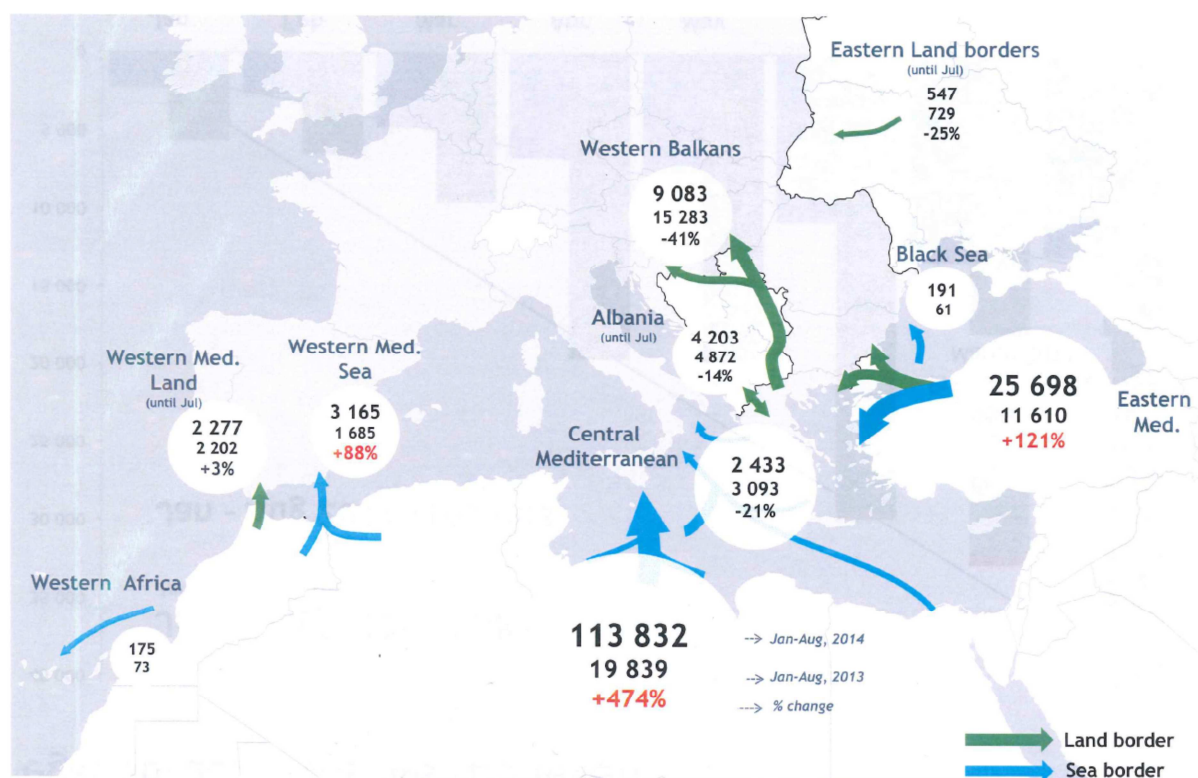 Eastern Land borders
(until Jul)
547
729
-25%
Western Balkans
9 083
15 283
-41%
Black Sea
191
61
Albania
(until Jul)
4 203
4 872
-14%
Western Med.
Land
(until Jul)
2 277
2 202
+3%
Western Med.
Sea
3 165
1 685
+88%
25 698
11 610
+121%
Eastern
Med.
Central
Mediterranean
2 433
3 093
-21%
Western Africa
175
73
113 832
19 839
+474%
Jan-Aug, 2014
Jan-Aug, 2013
% change
Land border
Sea border